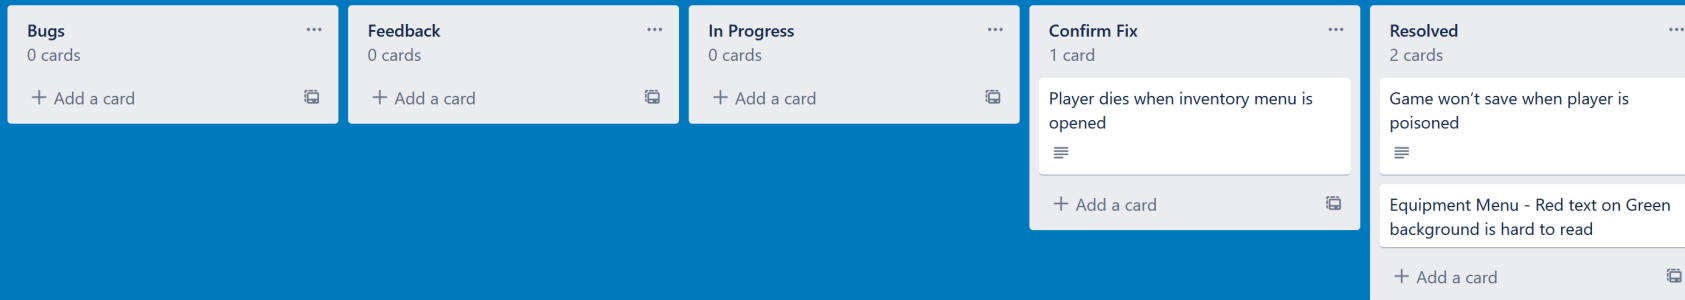 Bugs
0 cards
Add a card
Feedback
0 cards
Add a card
In Progress
0 cards
Add a card
Confirm Fix
1 card
Player dies when inventory menu is
opened
Add a card
Resolved
2 cards
Game won’t save when player is
poisoned
Equipment Menu - Red text on Green
background is hard to read
Add a card